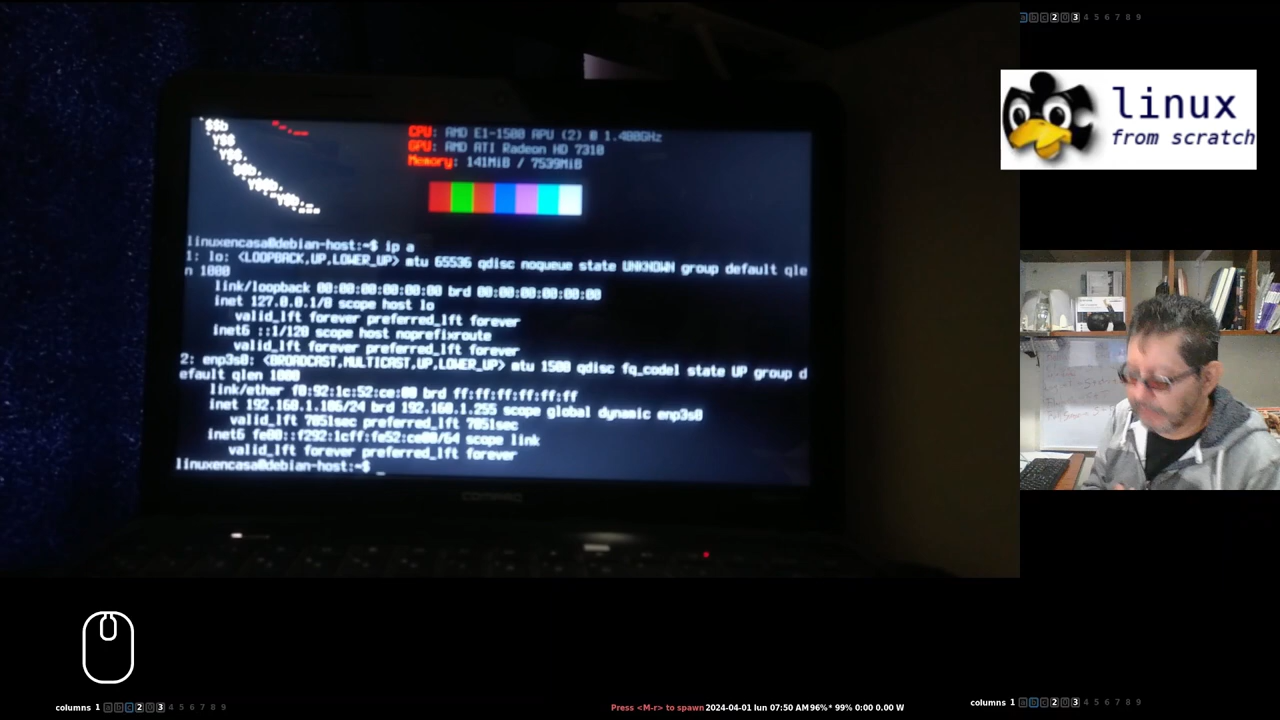 a b c 2 3 4 5 6 7 8 9
linux
from scratch
CPU: AMD E1-1500 APU (2) @ 1.480GHz
GPU: AMD ATI Radeon HD 7310
Memory: 141MiB / 7539MiB
linuxencasa@debian-host:~$ ip a
1: lo: <LOOPBACK,UP,LOWER_UP> mtu 65536 qdisc noqueue state UNKNOWN group default qle
n 1000
link/loopback 00:00:00:00:00:00 brd 00:00:00:00:00:00
inet 127.0.0.1/8 scope host lo
valid_lft forever preferred_lft forever
inet6 ::1/128 scope host noprefixroute
valid_lft forever preferred_lft forever
2: enp3s0: <BROADCAST,MULTICAST,UP,LOWER_UP> mtu 1500 qdisc fq_codel state UP group d
efault qlen 1000
link/ether f0:92:1c:52:ce:00 brd ff:ff:ff:ff:ff:ff
inet 192.168.1.106/24 brd 192.168.1.255 scope global dynamic enp3s0
valid_lft 7051sec preferred_lft 7051sec
inet6 fe80::f292:1cff:fe52:ce00/64 scope link
valid_lft forever preferred_lft forever
linuxencasa@debian-host:~$ _
COMPAQ
columns 1 a b c 2 3 4 5 6 7 8 9
Press <M-r> to spawn 2024-04-01 lun 07:50 AM 96%* 99% 0:00 0.00 W
columns 1 a b c 2 3 4 5 6 7 8 9